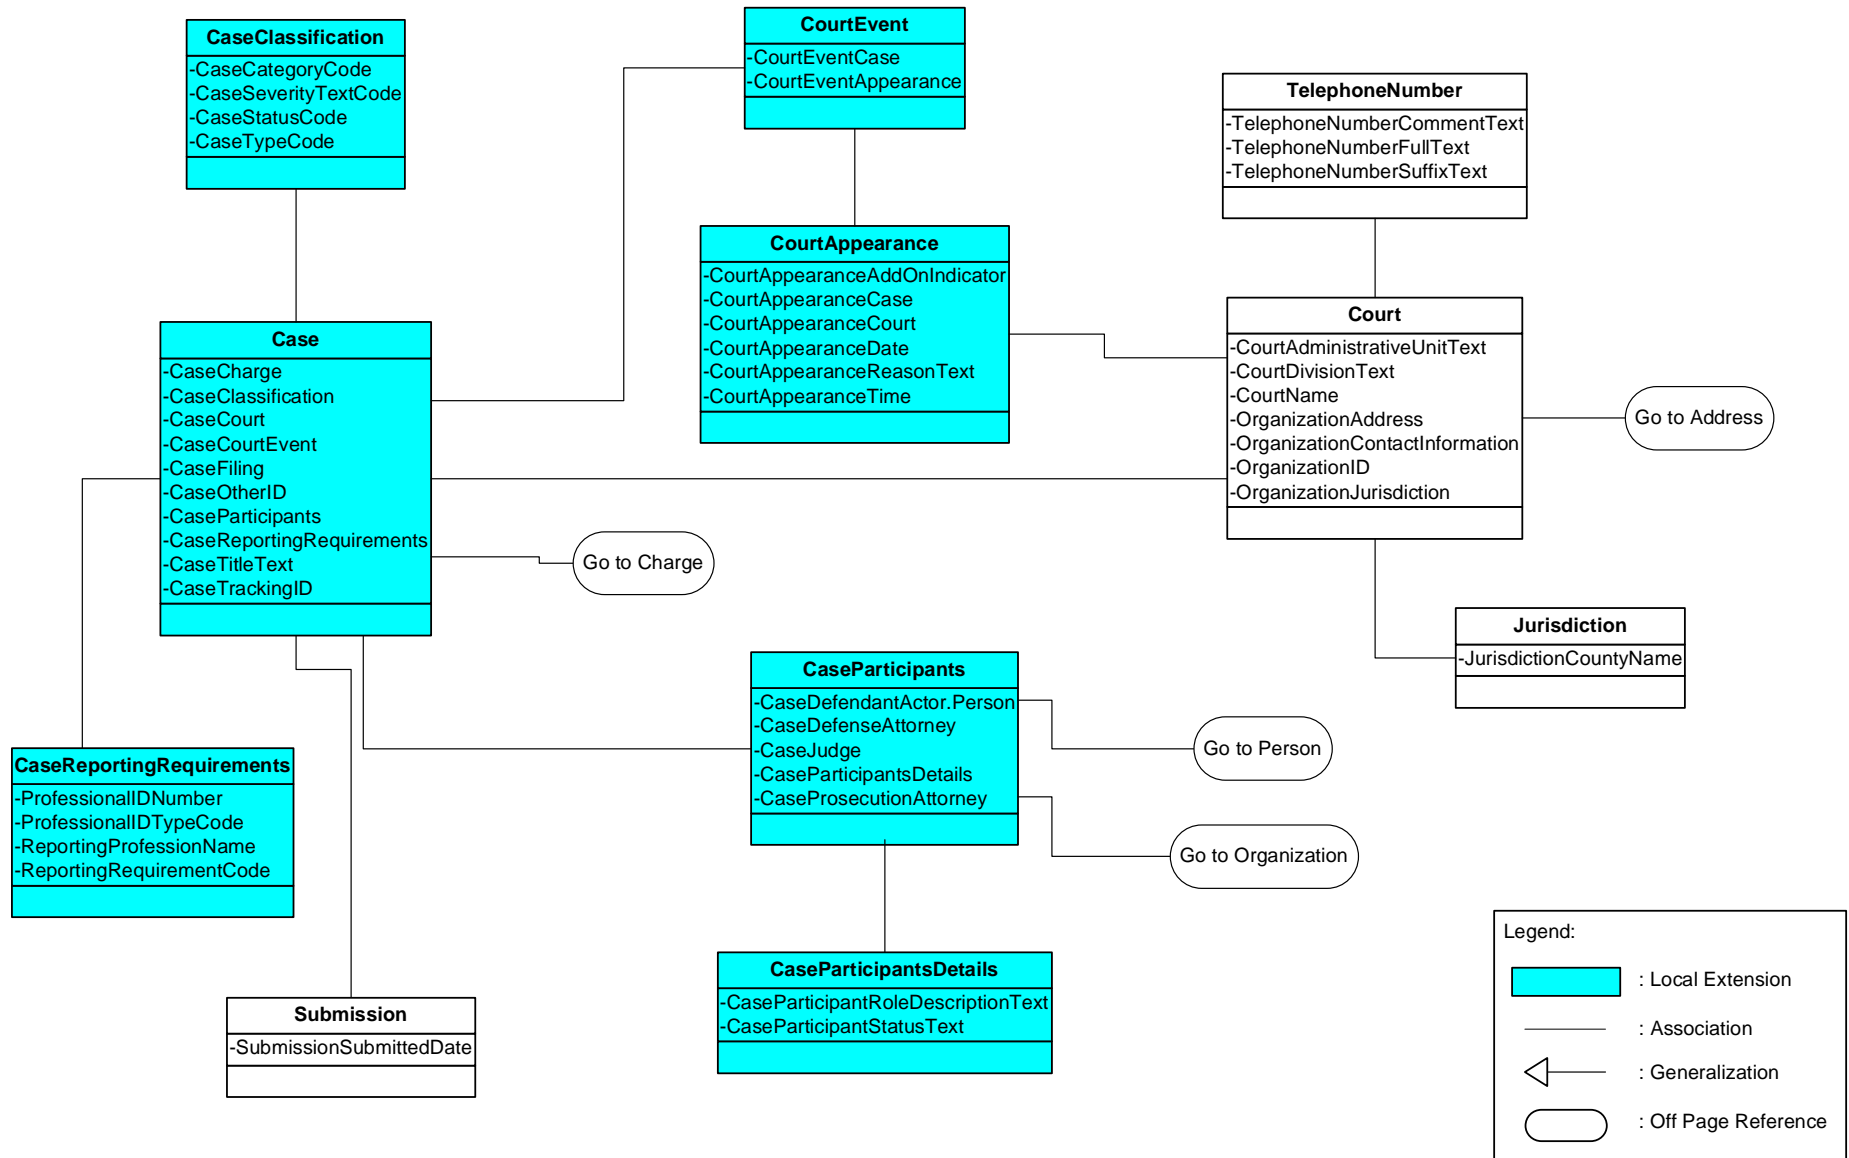 CaseClassification
-CaseCategoryCode
-CaseSeverityTextCode
-CaseStatusCode
-CaseTypeCode
CourtEvent
-CourtEventCase
-CourtEventAppearance
TelephoneNumber
-TelephoneNumberCommentText
-TelephoneNumberFullText
-TelephoneNumberSuffixText
CourtAppearance
-CourtAppearanceAddOnIndicator
-CourtAppearanceCase
-CourtAppearanceCourt
-CourtAppearanceDate
-CourtAppearanceReasonText
-CourtAppearanceTime
Case
-CaseCharge
-CaseClassification
-CaseCourt
-CaseCourtEvent
-CaseFiling
-CaseOtherID
-CaseParticipants
-CaseReportingRequirements
-CaseTitleText
-CaseTrackingID
Court
-CourtAdministrativeUnitText
-CourtDivisionText
-CourtName
-OrganizationAddress
-OrganizationContactInformation
-OrganizationID
-OrganizationJurisdiction
Go to Address
Go to Charge
Jurisdiction
-JurisdictionCountyName
CaseParticipants
-CaseDefendantActor.Person
-CaseDefenseAttorney
-CaseJudge
-CaseParticipantsDetails
-CaseProsecutionAttorney
Go to Person
Go to Organization
CaseReportingRequirements
-ProfessionalIDNumber
-ProfessionalIDTypeCode
-ReportingProfessionName
-ReportingRequirementCode
CaseParticipantsDetails
-CaseParticipantRoleDescriptionText
-CaseParticipantStatusText
Submission
-SubmissionSubmittedDate
Legend:
: Local Extension
: Association
: Generalization
: Off Page Reference